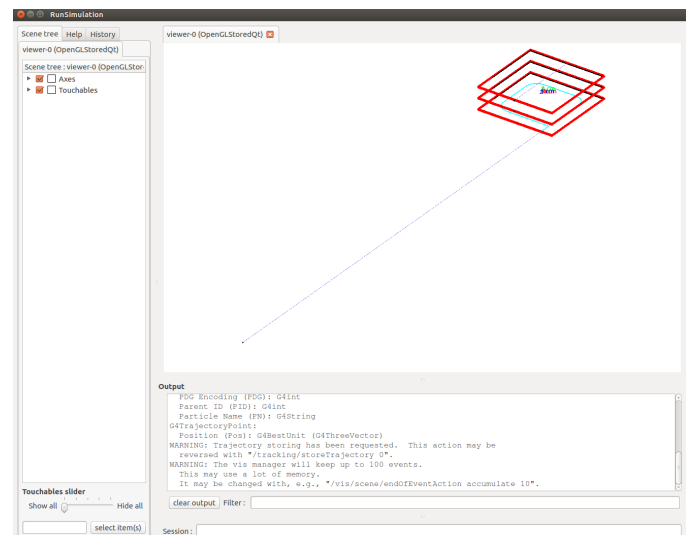 RunSimulation
Scene tree Help History
viewer-0 (OpenGLStoredQt)
Scene tree : viewer-0 (OpenGLStor
Axes
Touchables
Touchables slider
Show all Hide all
select item(s)
viewer-0 (OpenGLStoredQt)
Output
PDG Encoding (PDG): G4int
Parent ID (PID): G4int
Particle Name (PN): G4String
G4TrajectoryPoint:
Position (Pos): G4BestUnit (G4ThreeVector)
WARNING: Trajectory storing has been requested. This action may be
reversed with "/tracking/storeTrajectory 0".
WARNING: The vis manager will keep up to 100 events.
This may use a lot of memory.
It may be changed with, e.g., "/vis/scene/endOfEventAction accumulate 10".
clear output Filter :
Session :